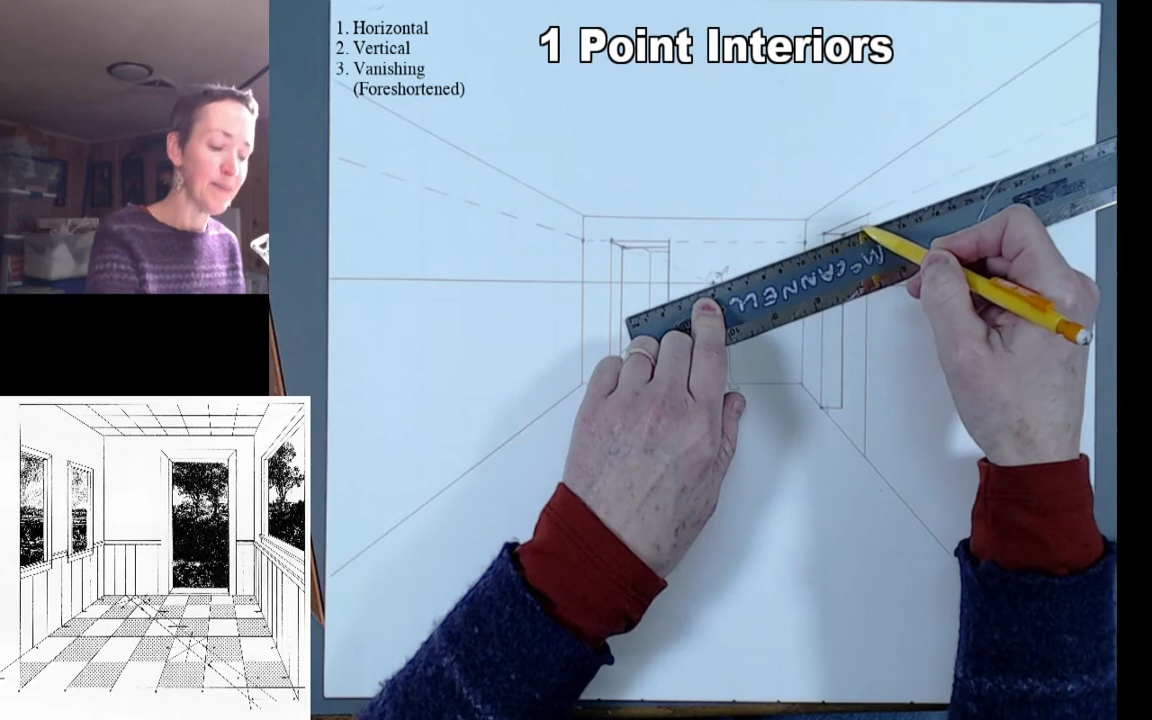 1 Point Interiors
1. Horizontal
2. Vertical
3. Vanishing
(Foreshortened)
MCCANNELL